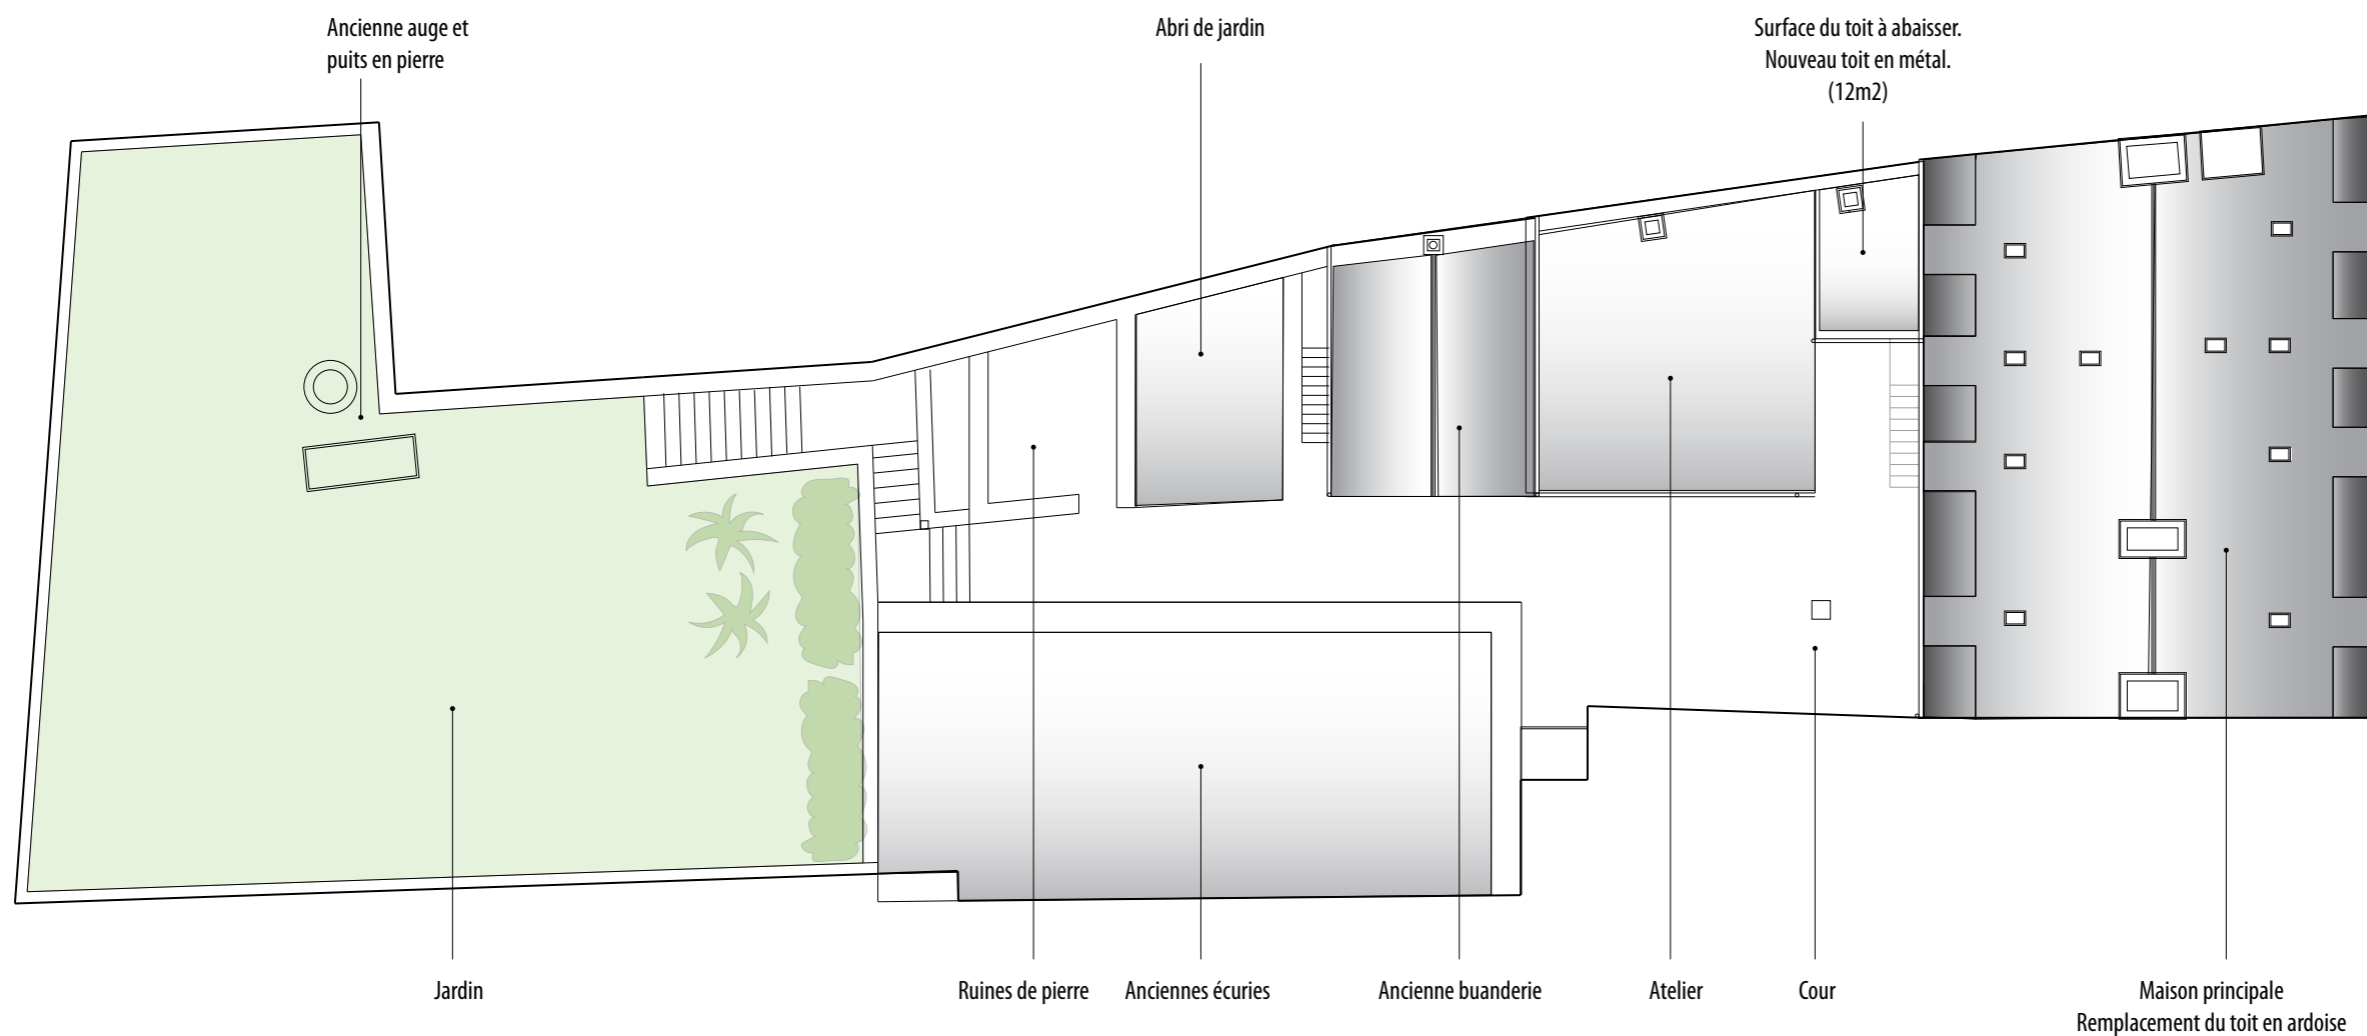 Ancienne auge et
puits en pierre
Abri de jardin
Surface du toit à abaisser.
Nouveau toit en métal.
(12m2)
Jardin
Ruines de pierre
Anciennes écuries
Ancienne buanderie
Atelier
Cour
Maison principale
Remplacement du toit en ardoise